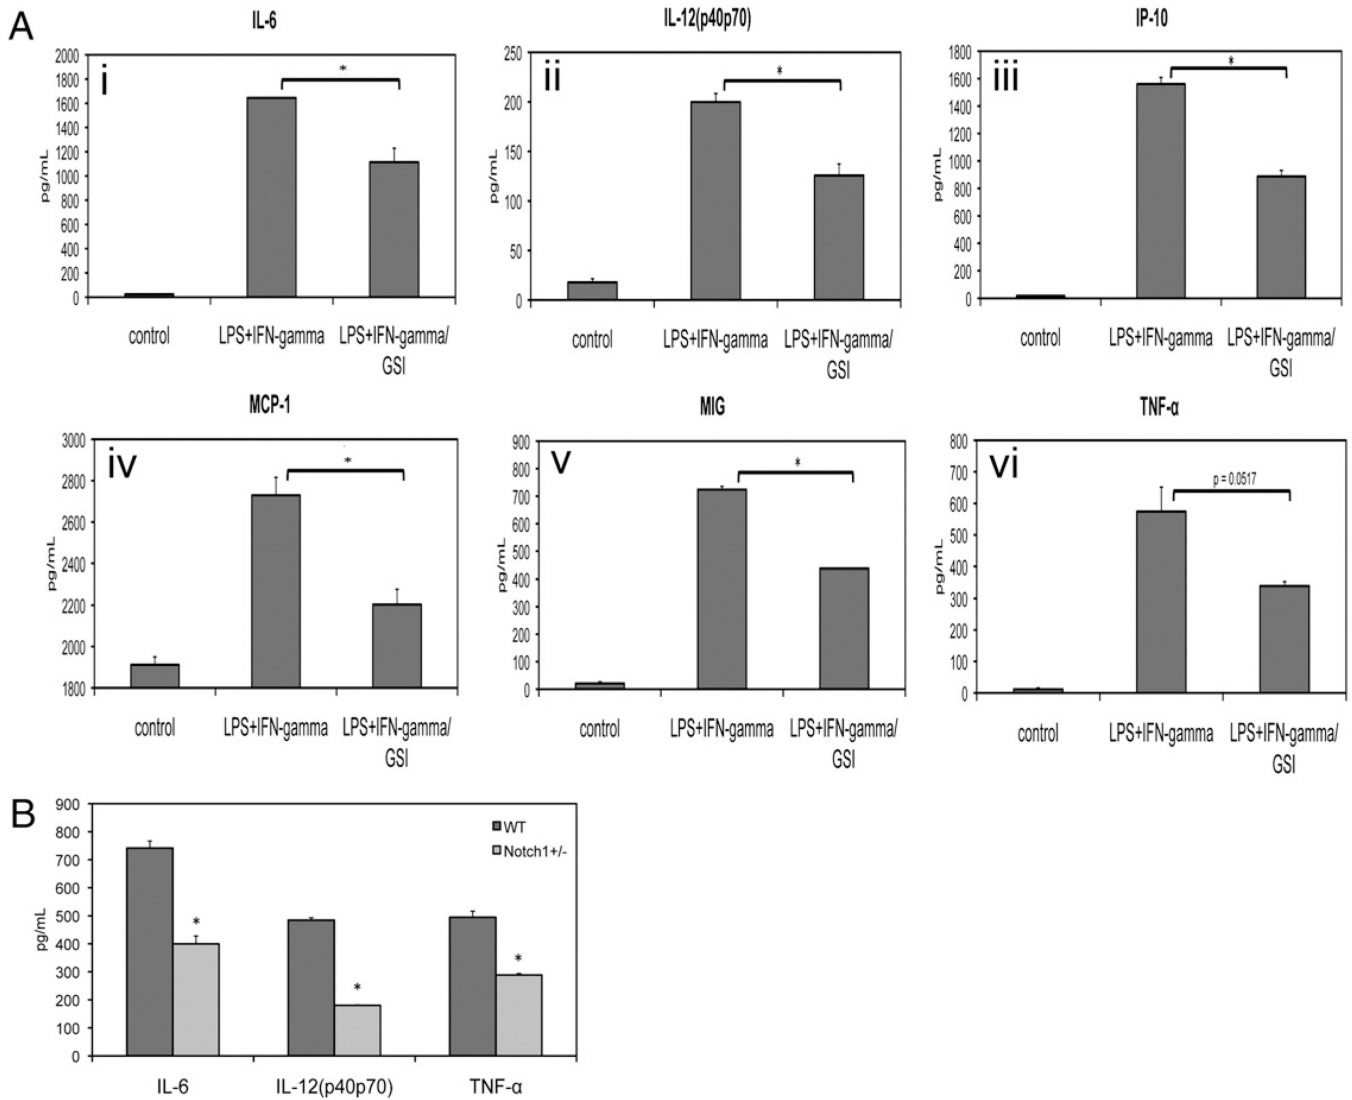 A
IL-6
IL-12(p40p70)
IP-10
i
ii
iii
pg/mL
2000
1800
1600
1400
1200
1000
800
600
400
200
0
*
control
LPS+IFN-gamma
LPS+IFN-gamma/
GSI
pg/mL
250
200
150
100
50
0
*
control
LPS+IFN-gamma
LPS+IFN-gamma/
GSI
pg/mL
1800
1600
1400
1200
1000
800
600
400
200
0
*
control
LPS+IFN-gamma
LPS+IFN-gamma/
GSI
MCP-1
MIG
TNF-α
iv
v
vi
pg/mL
3000
2800
2600
2400
2200
2000
1800
*
control
LPS+IFN-gamma
LPS+IFN-gamma/
GSI
pg/mL
900
800
700
600
500
400
300
200
100
0
*
control
LPS+IFN-gamma
LPS+IFN-gamma/
GSI
pg/mL
800
700
600
500
400
300
200
100
0
p = 0.0517
control
LPS+IFN-gamma
LPS+IFN-gamma/
GSI
B
pg/mL
900
800
700
600
500
400
300
200
100
0
WT
Notch1+/-
*
*
*
IL-6
IL-12(p40p70)
TNF-α